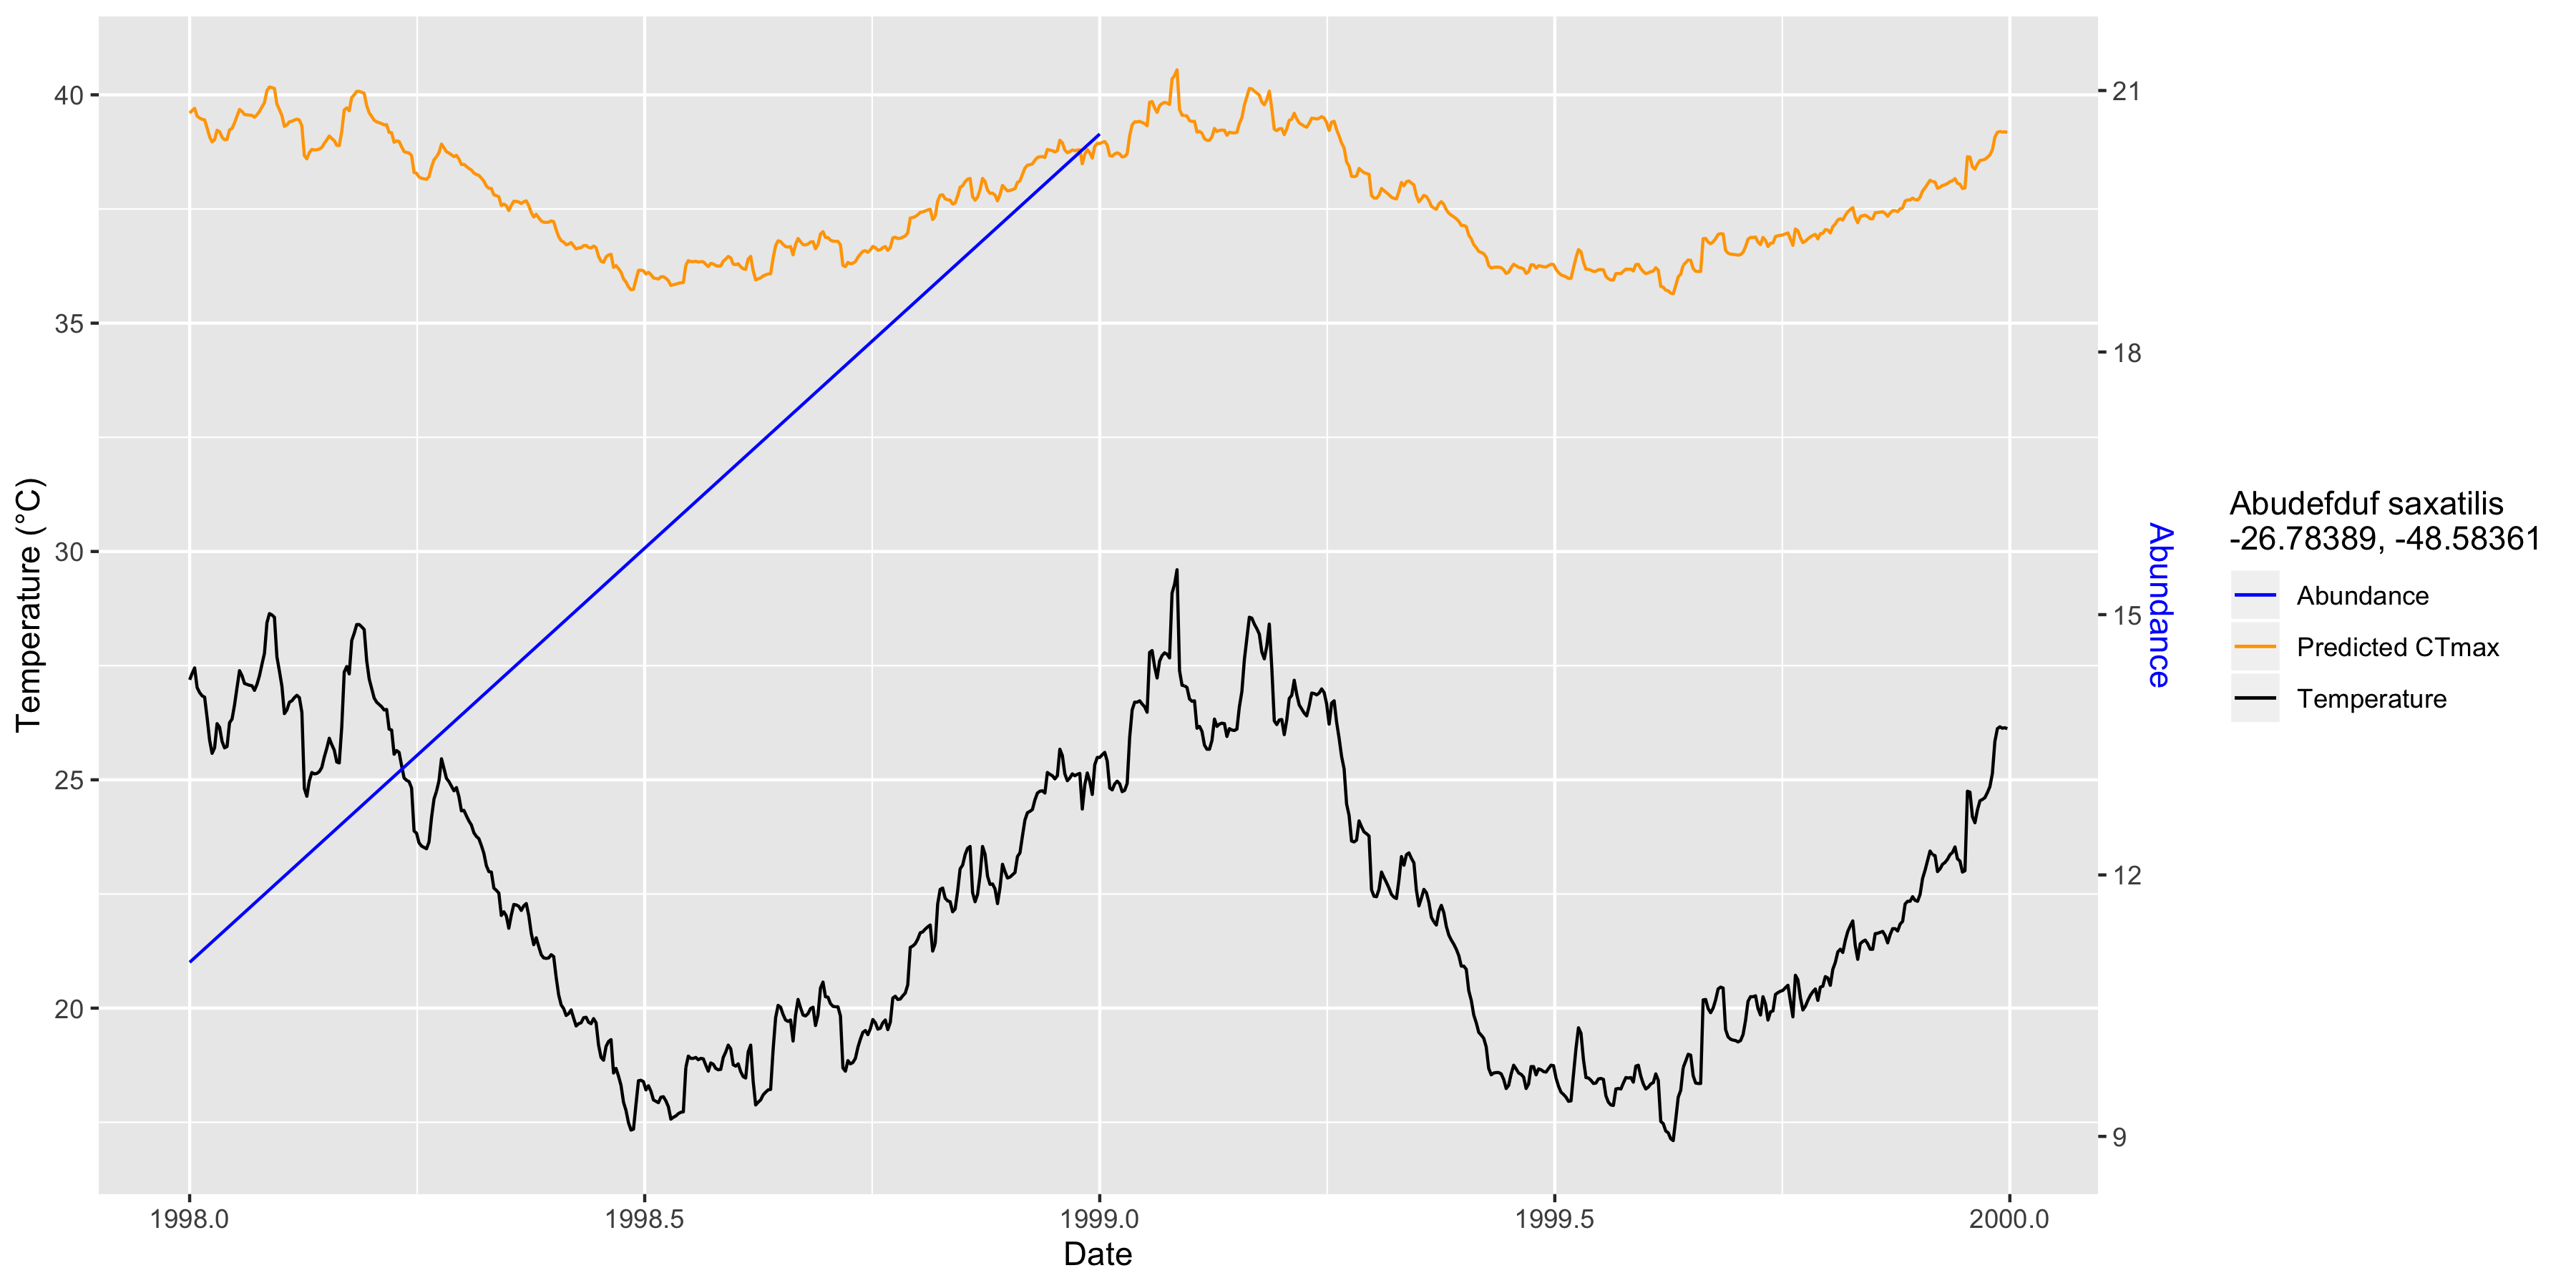 40
35
30
25
20
Temperature (°C)
21
18
15
12
9
Abundance
1998.0
1998.5
1999.0
1999.5
2000.0
Date
Abudefduf saxatilis
-26.78389, -48.58361
Abundance
Predicted CTmax
Temperature